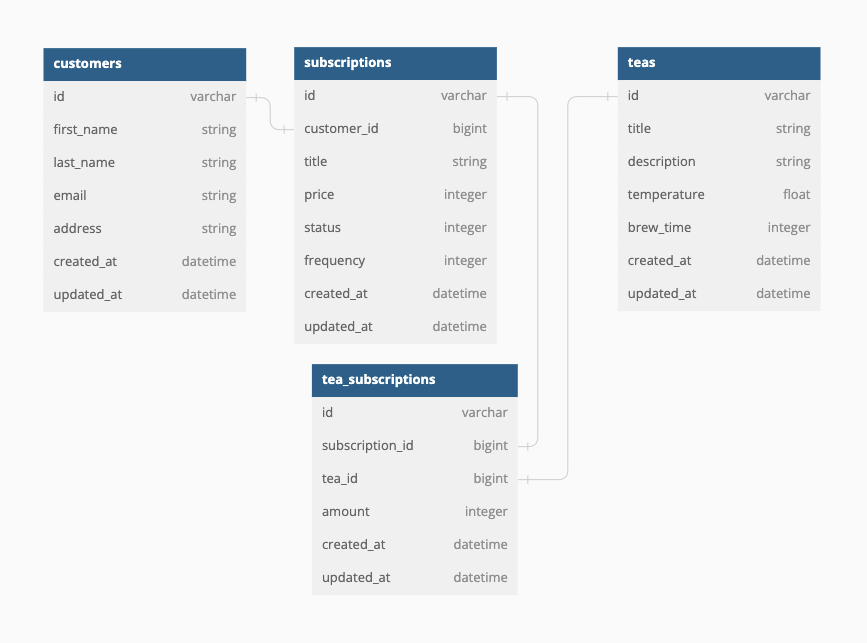 customers
id varchar
first_name string
last_name string
email string
address string
created_at datetime
updated_at datetime
subscriptions
id varchar
customer_id bigint
title string
price integer
status integer
frequency integer
created_at datetime
updated_at datetime
teas
id varchar
title string
description string
temperature float
brew_time integer
created_at datetime
updated_at datetime
tea_subscriptions
id varchar
subscription_id bigint
tea_id bigint
amount integer
created_at datetime
updated_at datetime